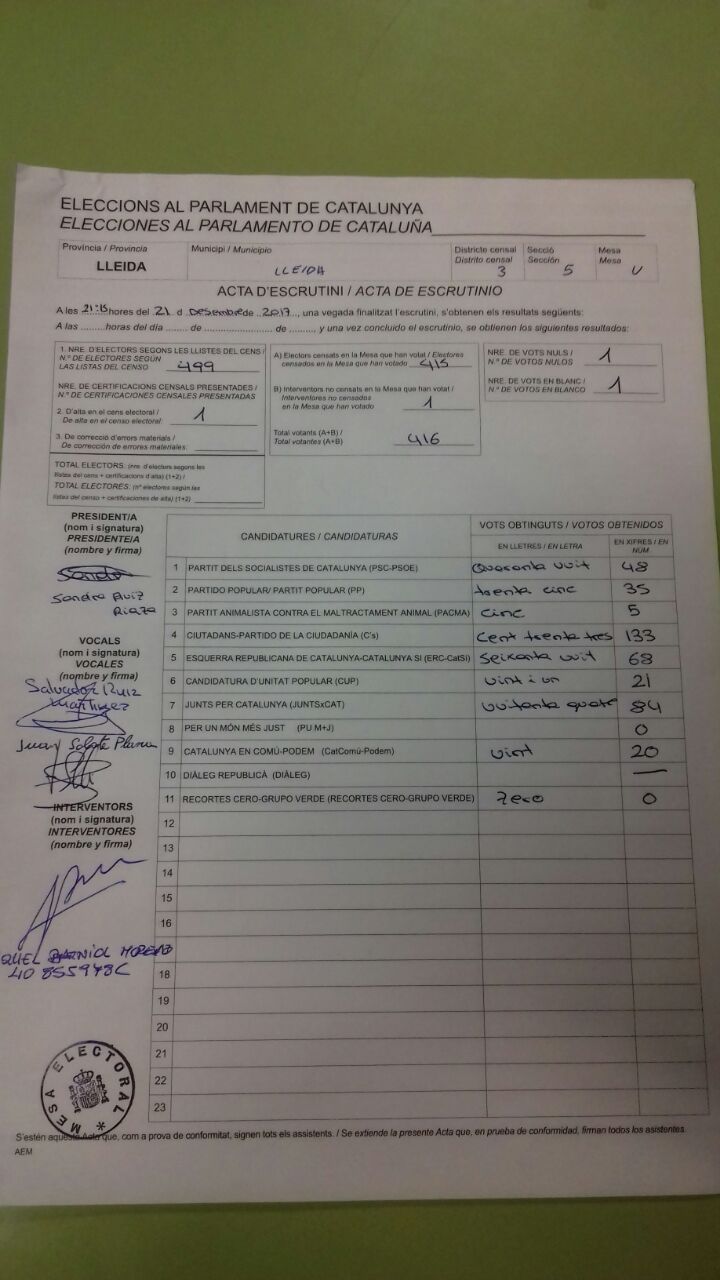 ELECCIONS AL PARLAMENT DE CATALUNYA
ELECCIONES AL PARLAMENTO DE CATALUÑA
Província / Provincia
LLEIDA
Municipi / Municipio
LLEIDA
Districte censal
Distrito censal
3
Secció
Sección
5
Mesa
Mesa
U
ACTA D'ESCRUTINI / ACTA DE ESCRUTINIO
A les 21:15 hores del 21 d Desembre de 2017, una vegada finalitzat l'escrutini, s'obtenen els resultats següents:
A las ........horas del día ....... de ........................ de ........, y una vez concluido el escrutinio, se obtienen los siguientes resultados:
1. NRE. D'ELECTORS SEGONS LES LLISTES DEL CENS /
N.º DE ELECTORES SEGÚN
LAS LISTAS DEL CENSO 499
NRE. DE CERTIFICACIONS CENSALS PRESENTADES /
N.º DE CERTIFICACIONES CENSALES PRESENTADAS
2. D'alta en el cens electoral /
De alta en el censo electoral: 1
3. De correcció d'errors materials /
De corrección de errores materiales:
TOTAL ELECTORS: (nre. d'electors segons les
llistes del cens + certificacions d'alta) (1+2) /
TOTAL ELECTORES: (nº electores según las
listas del censo + certificaciones de alta) (1+2)
A) Electors censats en la Mesa que han votat / Electores
censados en la Mesa que han votado 415
B) Interventors no censats en la Mesa que han votat /
Interventores no censados
en la Mesa que han votado 1
Total votants (A+B) /
Total votantes (A+B) 416
NRE. DE VOTS NULS /
N.º DE VOTOS NULOS 1
NRE. DE VOTS EN BLANC /
N.º DE VOTOS EN BLANCO 1
PRESIDENT/A
(nom i signatura)
PRESIDENTE/A
(nombre y firma)
Sandra Ruiz
Riaza
VOCALS
(nom i signatura)
VOCALES
(nombre y firma)
Salvador Ruiz
Martinez
Juan
INTERVENTORS
(nom i signatura)
INTERVENTORES
(nombre y firma)
BARNIOL MORENO
40 855948C
CANDIDATURES / CANDIDATURAS
VOTS OBTINGUTS / VOTOS OBTENIDOS
EN LLETRES / EN LETRA
EN XIFRES / EN NÚM.
1 PARTIT DELS SOCIALISTES DE CATALUNYA (PSC-PSOE) Quaranta vuit 48
2 PARTIDO POPULAR/ PARTIT POPULAR (PP) trenta cinc 35
3 PARTIT ANIMALISTA CONTRA EL MALTRACTAMENT ANIMAL (PACMA) cinc 5
4 CIUTADANS-PARTIDO DE LA CIUDADANÍA (C's) Cent trenta tres 133
5 ESQUERRA REPUBLICANA DE CATALUNYA-CATALUNYA SÍ (ERC-CatSí) Seixanta vuit 68
6 CANDIDATURA D'UNITAT POPULAR (CUP) vint i un 21
7 JUNTS PER CATALUNYA (JUNTSxCAT) vuitanta quatre 84
8 PER UN MÓN MÉS JUST (PU M+J) 0
9 CATALUNYA EN COMÚ-PODEM (CatComú-Podem) vint 20
10 DIÀLEG REPUBLICÀ (DIÀLEG) —
11 RECORTES CERO-GRUPO VERDE (RECORTES CERO-GRUPO VERDE) Zero 0
12
13
14
15
16
18
19
20
21
22
23
MESA ELECTORAL *
S'estén aquesta Acta que, com a prova de conformitat, signen tots els assistents. / Se extiende la presente Acta que, en prueba de conformidad, firman todos los asistentes.
AEM